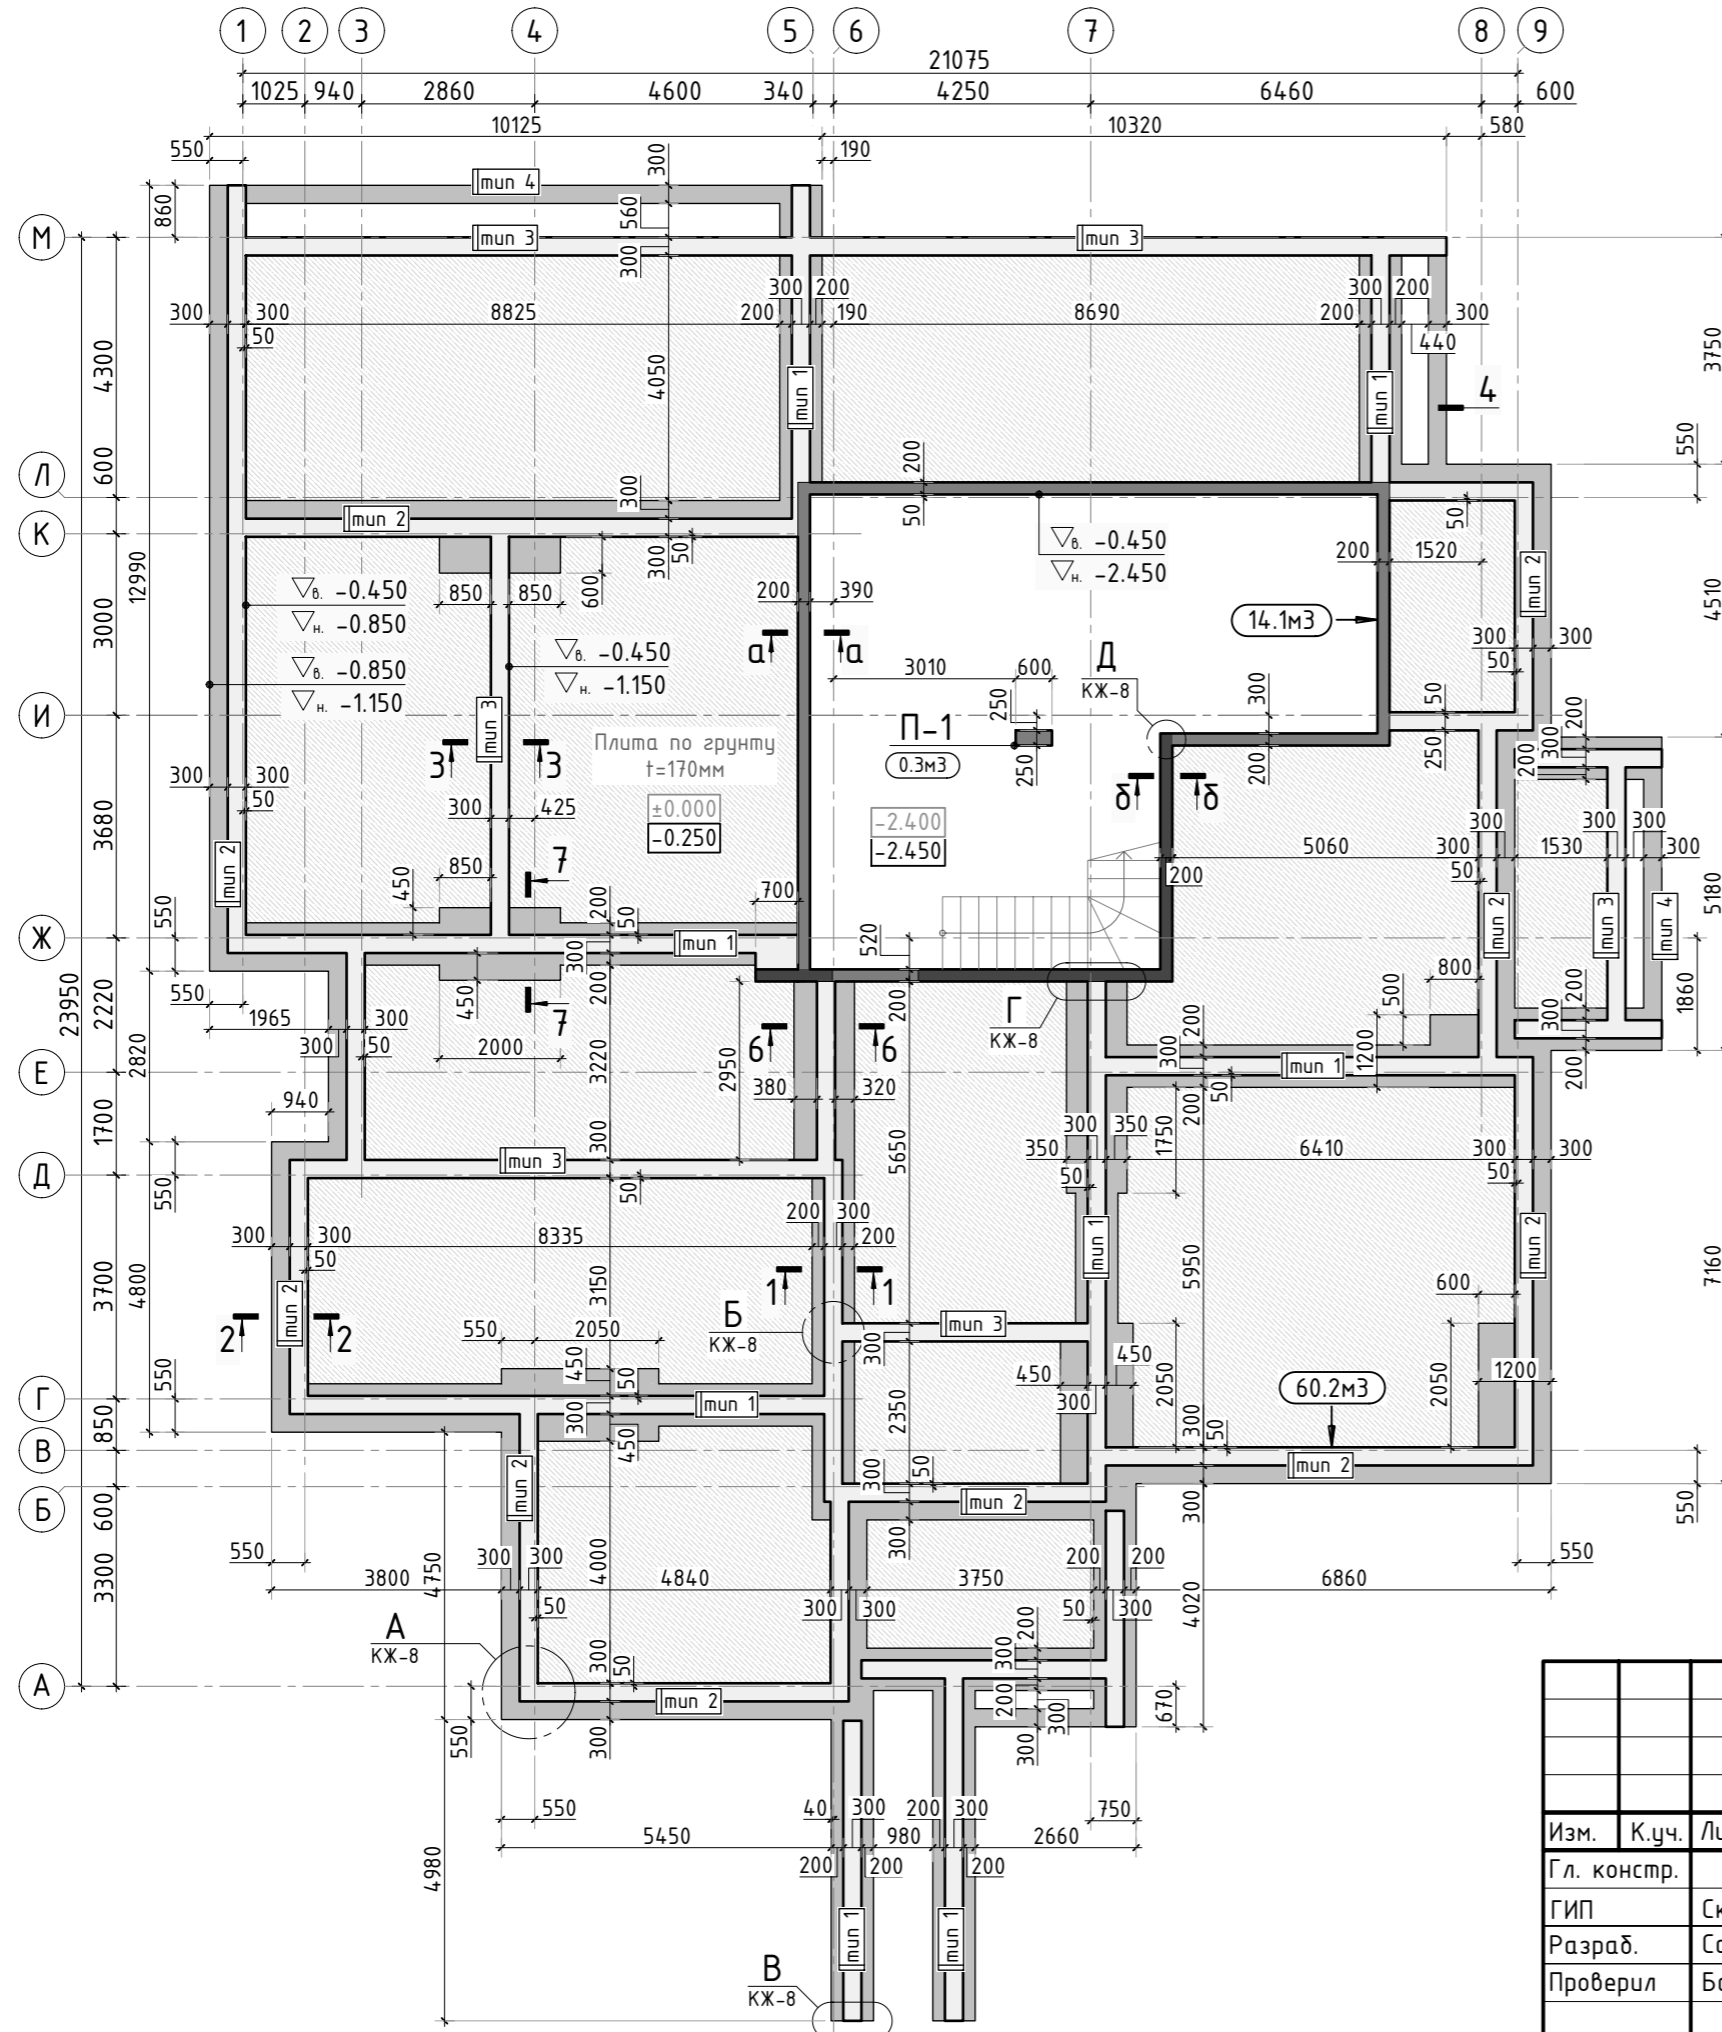 1 2 3 4 5 6 7 8 9
21075
1025 940 2860 4600 340 4250 6460 600
10125 10320 580
550 300 190
тип 4
860 560
М
тип 3 тип 3
300
300 200 300 200
300 300 8825 200 190 8690 200 300
50 440
4300 4050 3750
тип 1 тип 1
4
600 200 550
Л
300 50 50
тип 2
К
50 в. -0.450
300 н. -2.450
200 1520
12990
в. -0.450
н. -0.850
850 850 600
200 390
тип 2
3000
14.1м3
4510
а а
в. -0.450
н. -1.150
в. -0.850
н. -1.150
Д
КЖ-8
3010 600
300 300
50
250 300 50
И
П-1
0.3м3
250
200
250
200 300 200
тип 3
3 3
Плита по грунту
t=170мм
300 300
50
б б
±0.000
-0.250
-2.400
-2.450
300 425
3680
5060 300 300 1530 300 300 300
50
200
тип 2
850 7
450
700
200 50
550
тип 2 тип 3 тип 4
5180
Ж
тип 1
520
300
200
450
800 500
550
1965 300
300 50
7
2000
23950
2220
2820
3220
2950
6 6
Г
КЖ-8
200
200 300
1200
300 200
1860
Е
тип 1
50
200
200
380 320
940
1700
300
5650
300 350
350
1750
6410 300 300
50 50
тип 3
Д
550
50
200 300
300 300 8335 200
50
тип 1 тип 2
3700
4800
3150
5950
7160
1 1
600
тип 2
2 2
Б
КЖ-8
550 2050
450 50
тип 3
300
450 450
300
2050 2050
1200
550
60.2м3
Г
тип 1
850
300
450
2350
300 50
В
тип 2
тип 2
300 50
Б
600
тип 2
300
300
550
550
3300
4750
300 300
4000
200 200
550
3800 4840 3750 6860
50 300 300 50 300
4020
200
А
КЖ-8
300 50 300
А
тип 2
200 300
670
550 300 300
550 40 300 200 300 750
5450 980 2660
200 200 200
4980
тип 1 тип 1
В
КЖ-8
Изм. К.уч.
Гл. констр.
ГИП
Разраб.
Проверил